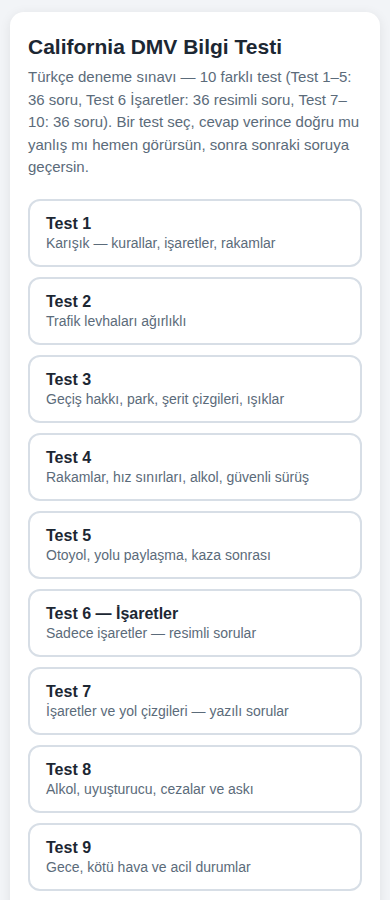 California DMV Bilgi Testi
Türkçe deneme sınavı — 10 farklı test (Test 1–5:
36 soru, Test 6 İşaretler: 36 resimli soru, Test 7–
10: 36 soru). Bir test seç, cevap verince doğru mu
yanlış mı hemen görürsün, sonra sonraki soruya
geçersin.
Test 1
Karışık — kurallar, işaretler, rakamlar
Test 2
Trafik levhaları ağırlıklı
Test 3
Geçiş hakkı, park, şerit çizgileri, ışıklar
Test 4
Rakamlar, hız sınırları, alkol, güvenli sürüş
Test 5
Otoyol, yolu paylaşma, kaza sonrası
Test 6 — İşaretler
Sadece işaretler — resimli sorular
Test 7
İşaretler ve yol çizgileri — yazılı sorular
Test 8
Alkol, uyuşturucu, cezalar ve askı
Test 9
Gece, kötü hava ve acil durumlar